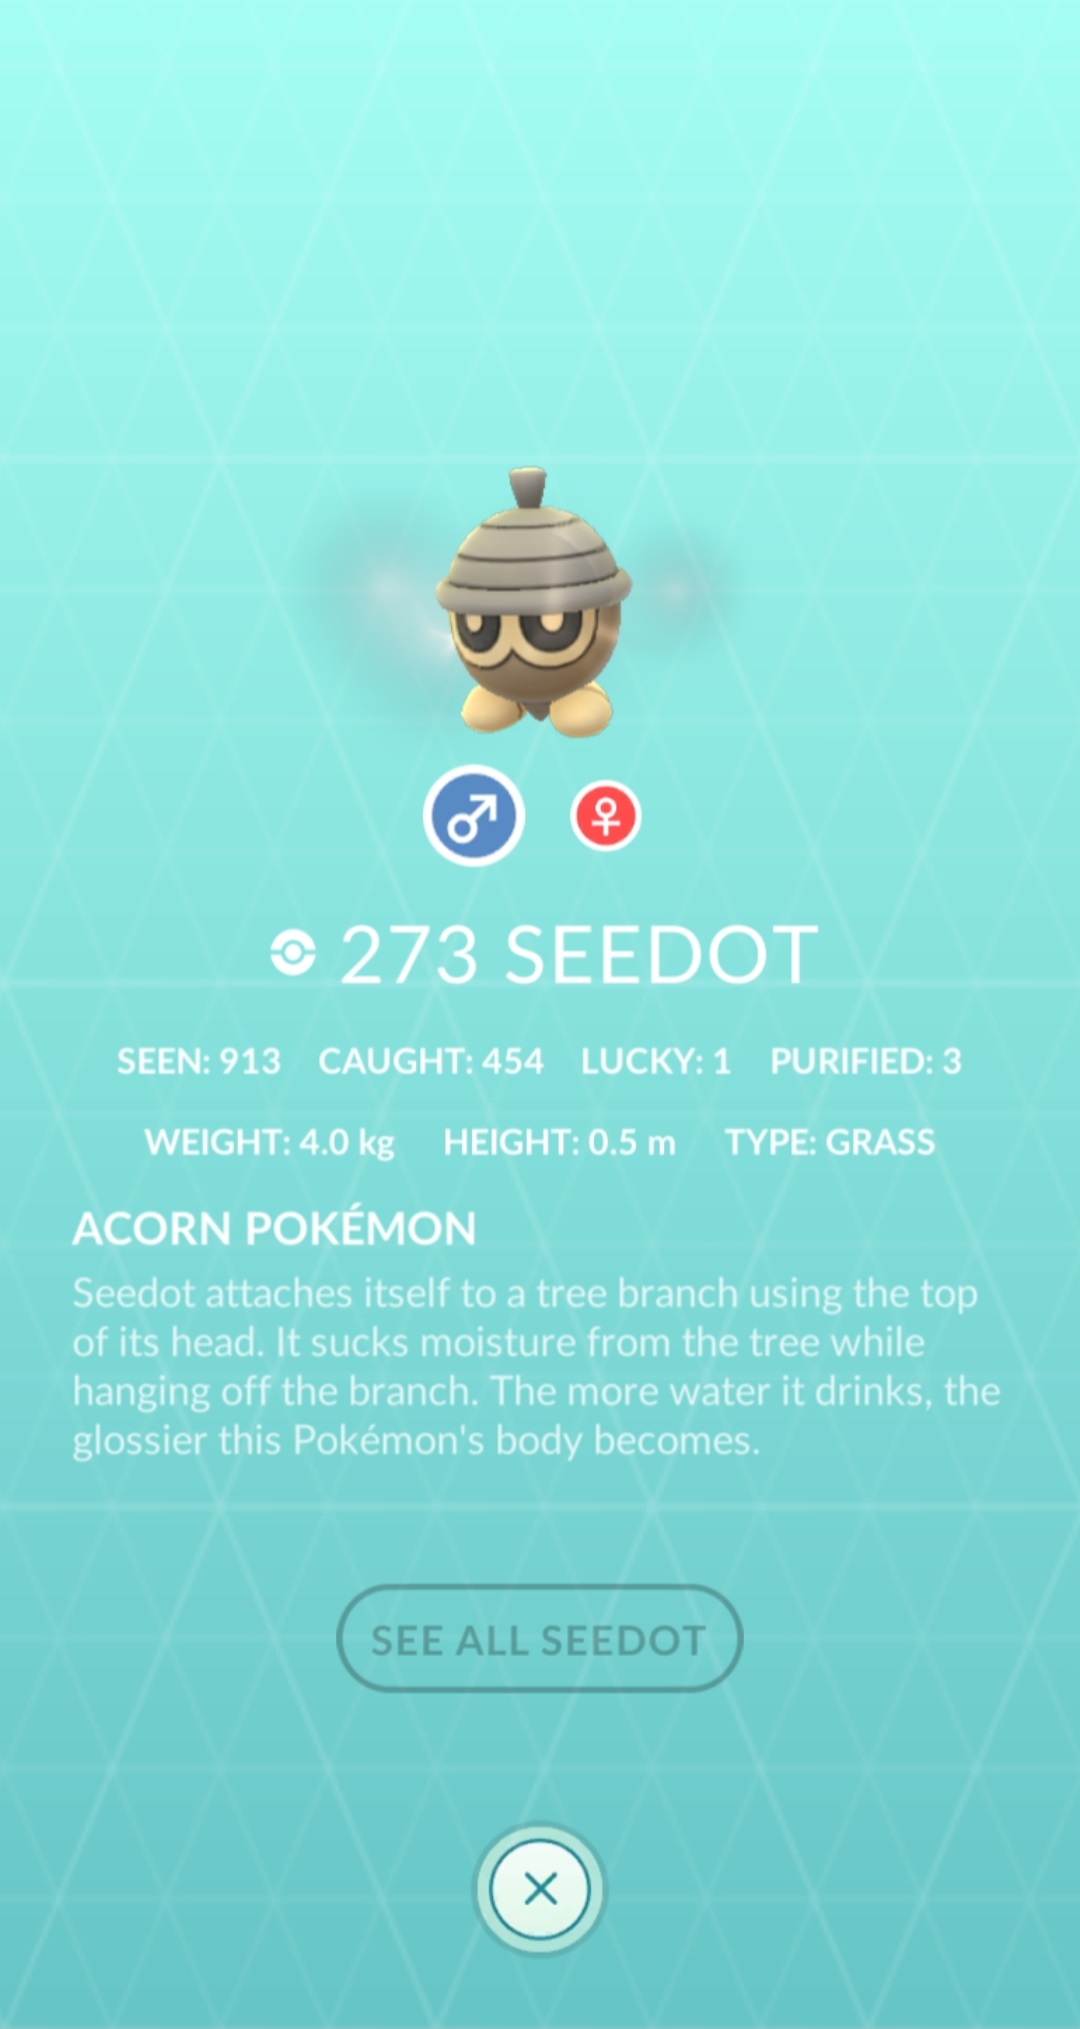 273 SEEDOT
SEEN: 913 CAUGHT: 454 LUCKY: 1 PURIFIED: 3
WEIGHT: 4.0 kg HEIGHT: 0.5 m TYPE: GRASS
ACORN POKÉMON
Seedot attaches itself to a tree branch using the top
of its head. It sucks moisture from the tree while
hanging off the branch. The more water it drinks, the
glossier this Pokémon's body becomes.
SEE ALL SEEDOT